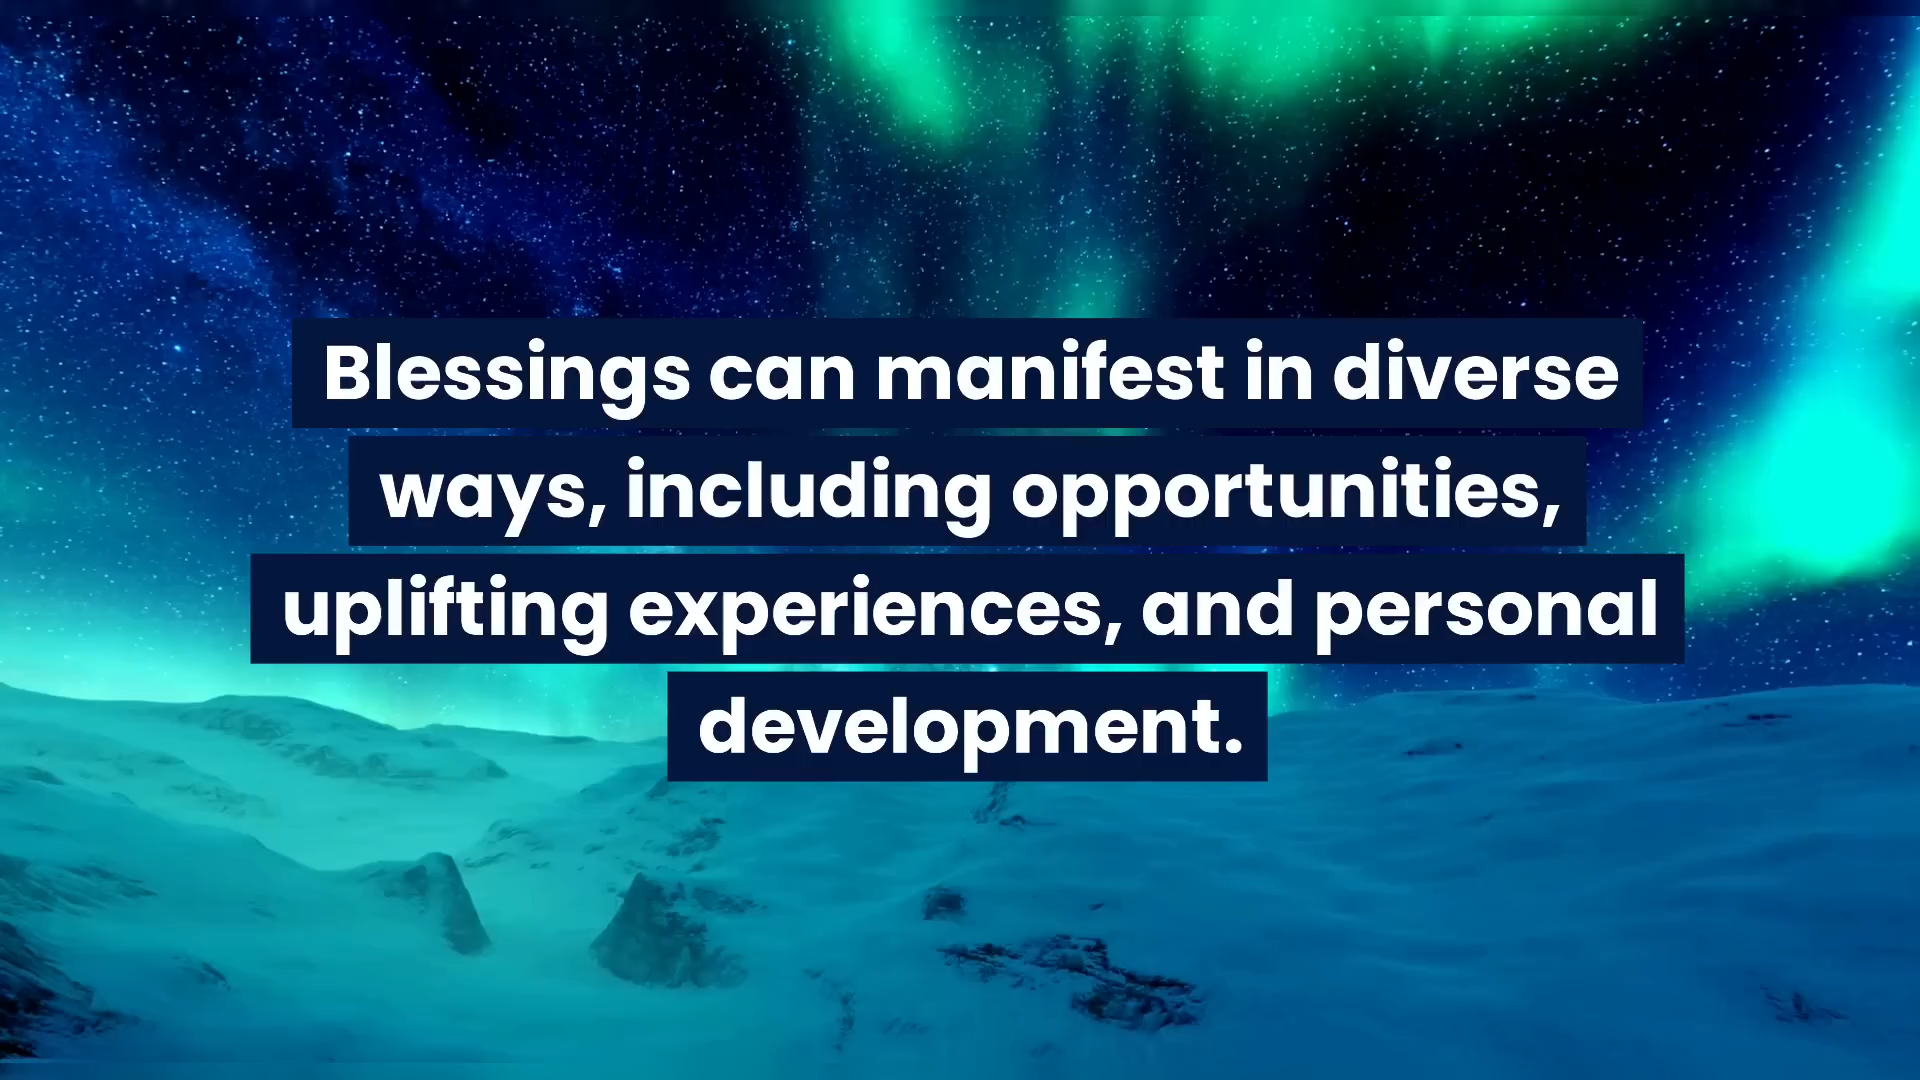 Blessings can manifest in diverse
ways, including opportunities,
uplifting experiences, and personal
development.